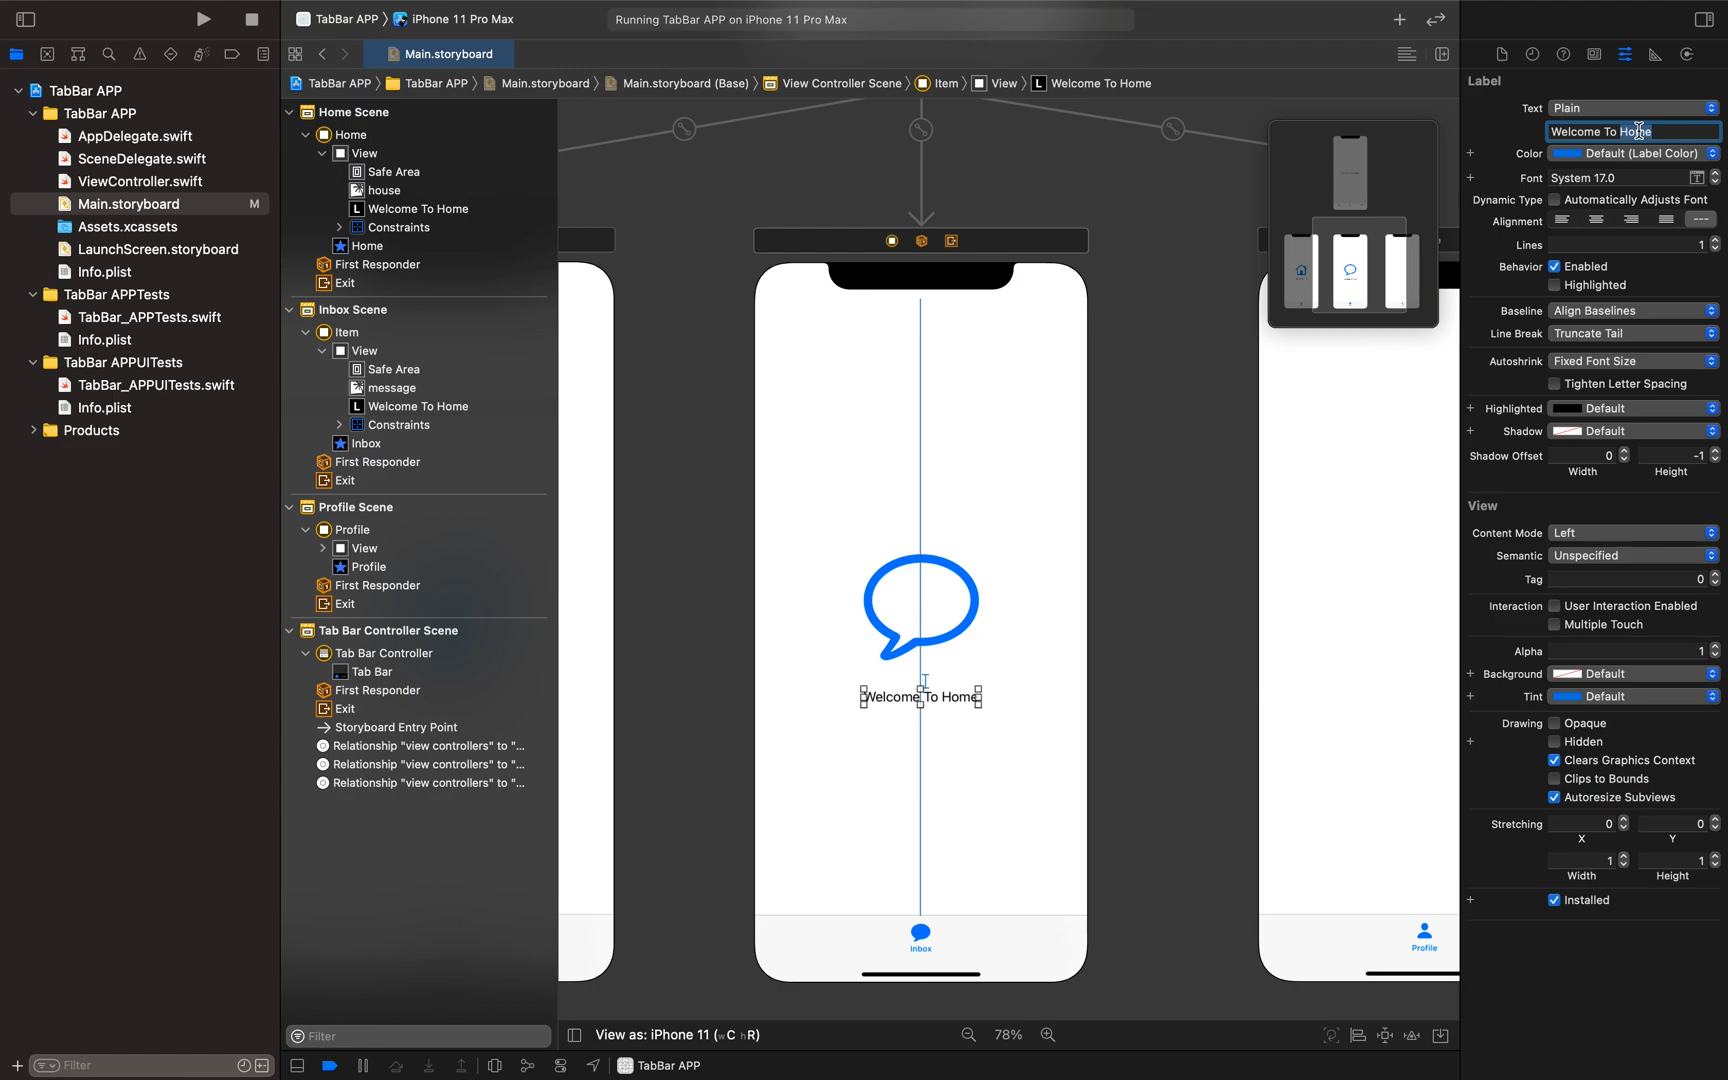 TabBar APP
iPhone 11 Pro Max
Running TabBar APP on iPhone 11 Pro Max
Main.storyboard
TabBar APP
TabBar APP
Main.storyboard
Main.storyboard (Base)
View Controller Scene
Item
View
L Welcome To Home
TabBar APP
TabBar APP
AppDelegate.swift
SceneDelegate.swift
ViewController.swift
Main.storyboard M
Assets.xcassets
LaunchScreen.storyboard
Info.plist
TabBar APPTests
TabBar_APPTests.swift
Info.plist
TabBar APPUITests
TabBar_APPUITests.swift
Info.plist
Products
Filter
Home Scene
Home
View
Safe Area
house
L Welcome To Home
Constraints
Home
First Responder
Exit
Inbox Scene
Item
View
Safe Area
message
L Welcome To Home
Constraints
Inbox
First Responder
Exit
Profile Scene
Profile
View
Profile
First Responder
Exit
Tab Bar Controller Scene
Tab Bar Controller
Tab Bar
First Responder
Exit
Storyboard Entry Point
Relationship "view controllers" to "...
Relationship "view controllers" to "...
Relationship "view controllers" to "...
Filter
Welcome To Home
Inbox
Profile
View as: iPhone 11 (wC hR)
78%
TabBar APP
Label
Text Plain
Welcome To Home
Color Default (Label Color)
Font System 17.0
Dynamic Type Automatically Adjusts Font
Alignment
Lines 1
Behavior Enabled
Highlighted
Baseline Align Baselines
Line Break Truncate Tail
Autoshrink Fixed Font Size
Tighten Letter Spacing
Highlighted Default
Shadow Default
Shadow Offset 0 -1
Width Height
View
Content Mode Left
Semantic Unspecified
Tag 0
Interaction User Interaction Enabled
Multiple Touch
Alpha 1
Background Default
Tint Default
Drawing Opaque
Hidden
Clears Graphics Context
Clips to Bounds
Autoresize Subviews
Stretching 0 0
X Y
1 1
Width Height
Installed